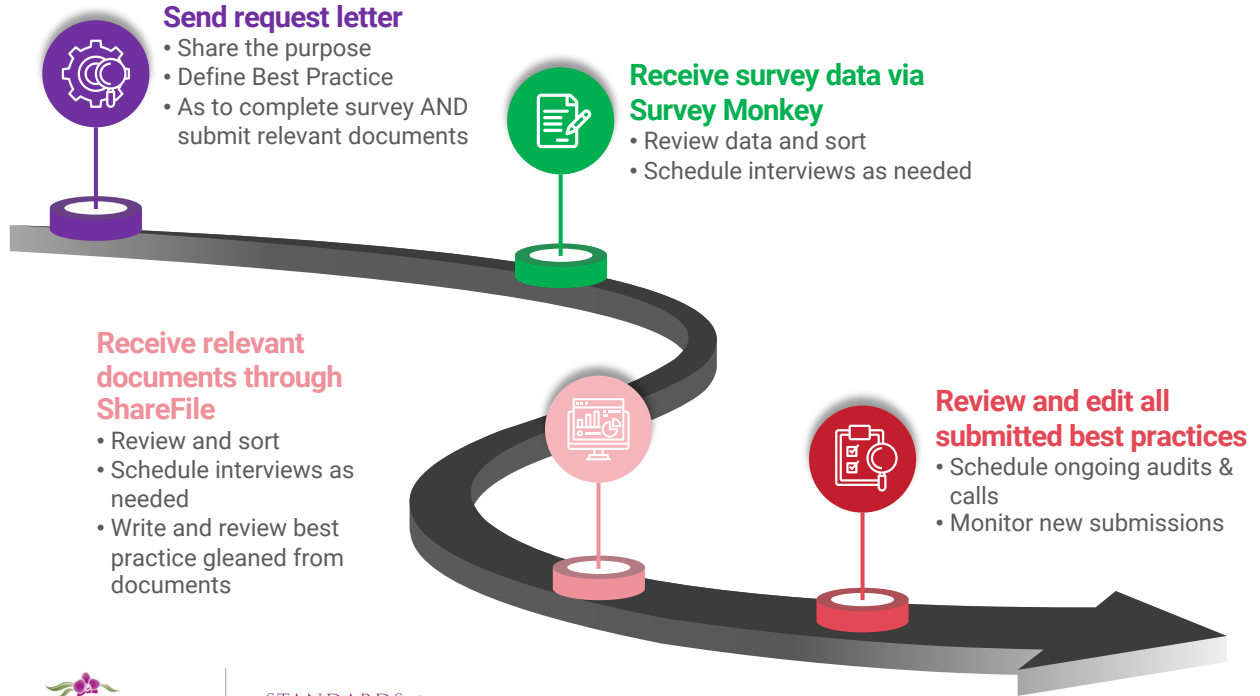 Send request letter
• Share the purpose
• Define Best Practice
• As to complete survey AND
submit relevant documents
Receive survey data via
Survey Monkey
• Review data and sort
• Schedule interviews as needed
Receive relevant
documents through
ShareFile
• Review and sort
• Schedule interviews as
needed
• Write and review best
practice gleaned from
documents
Review and edit all
submitted best practices
• Schedule ongoing audits &
calls
• Monitor new submissions
STANDARDS